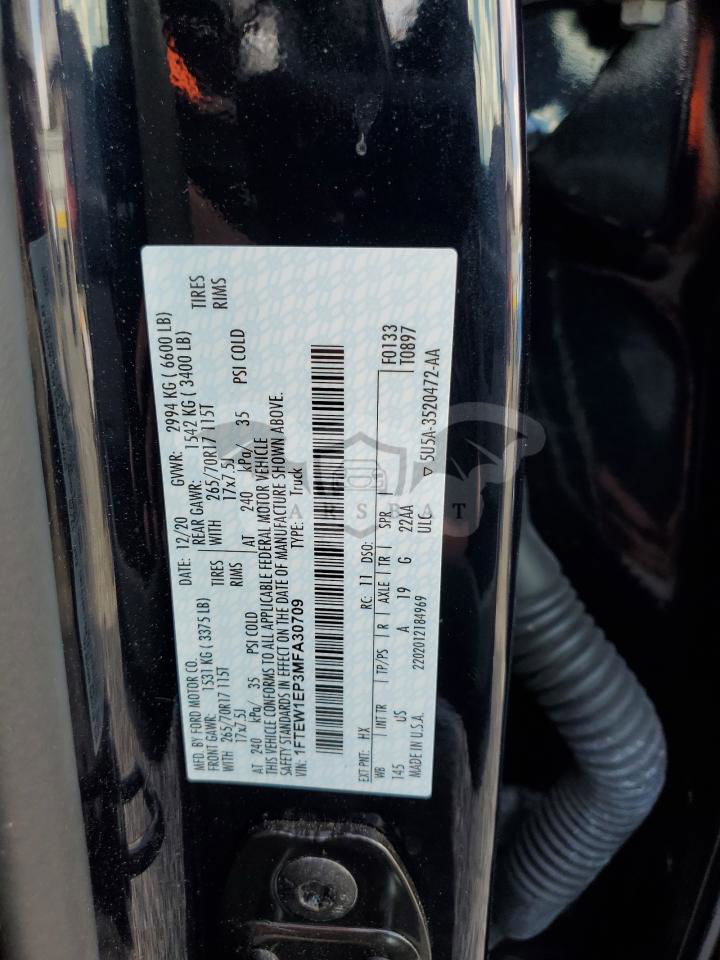 MFD. BY FORD MOTOR CO. DATE: 12/20 GVWR: 2994 KG ( 6600 LB)
FRONT GAWR: 1531 KG ( 3375 LB) REAR GAWR: 1542 KG ( 3400 LB)
WITH 265/70R17 115T TIRES WITH 265/70R17 115T TIRES
17x7.5J RIMS 17x7.5J RIMS
AT 240 kPa/ 35 PSI COLD AT 240 kPa/ 35 PSI COLD
THIS VEHICLE CONFORMS TO ALL APPLICABLE FEDERAL MOTOR VEHICLE
SAFETY STANDARDS IN EFFECT ON THE DATE OF MANUFACTURE SHOWN ABOVE.
VIN: 1FTEW1EP3MFA30709 TYPE: Truck
EXT PNT: HX RC: 11 DSO: F0133
WB INT TR TP/PS R AXLE TR SPR T0897
145 US A 19 G 22AA
MADE IN U.S.A. 2202012184969 ULC 5U5A-3520472-AA
CARSBAT